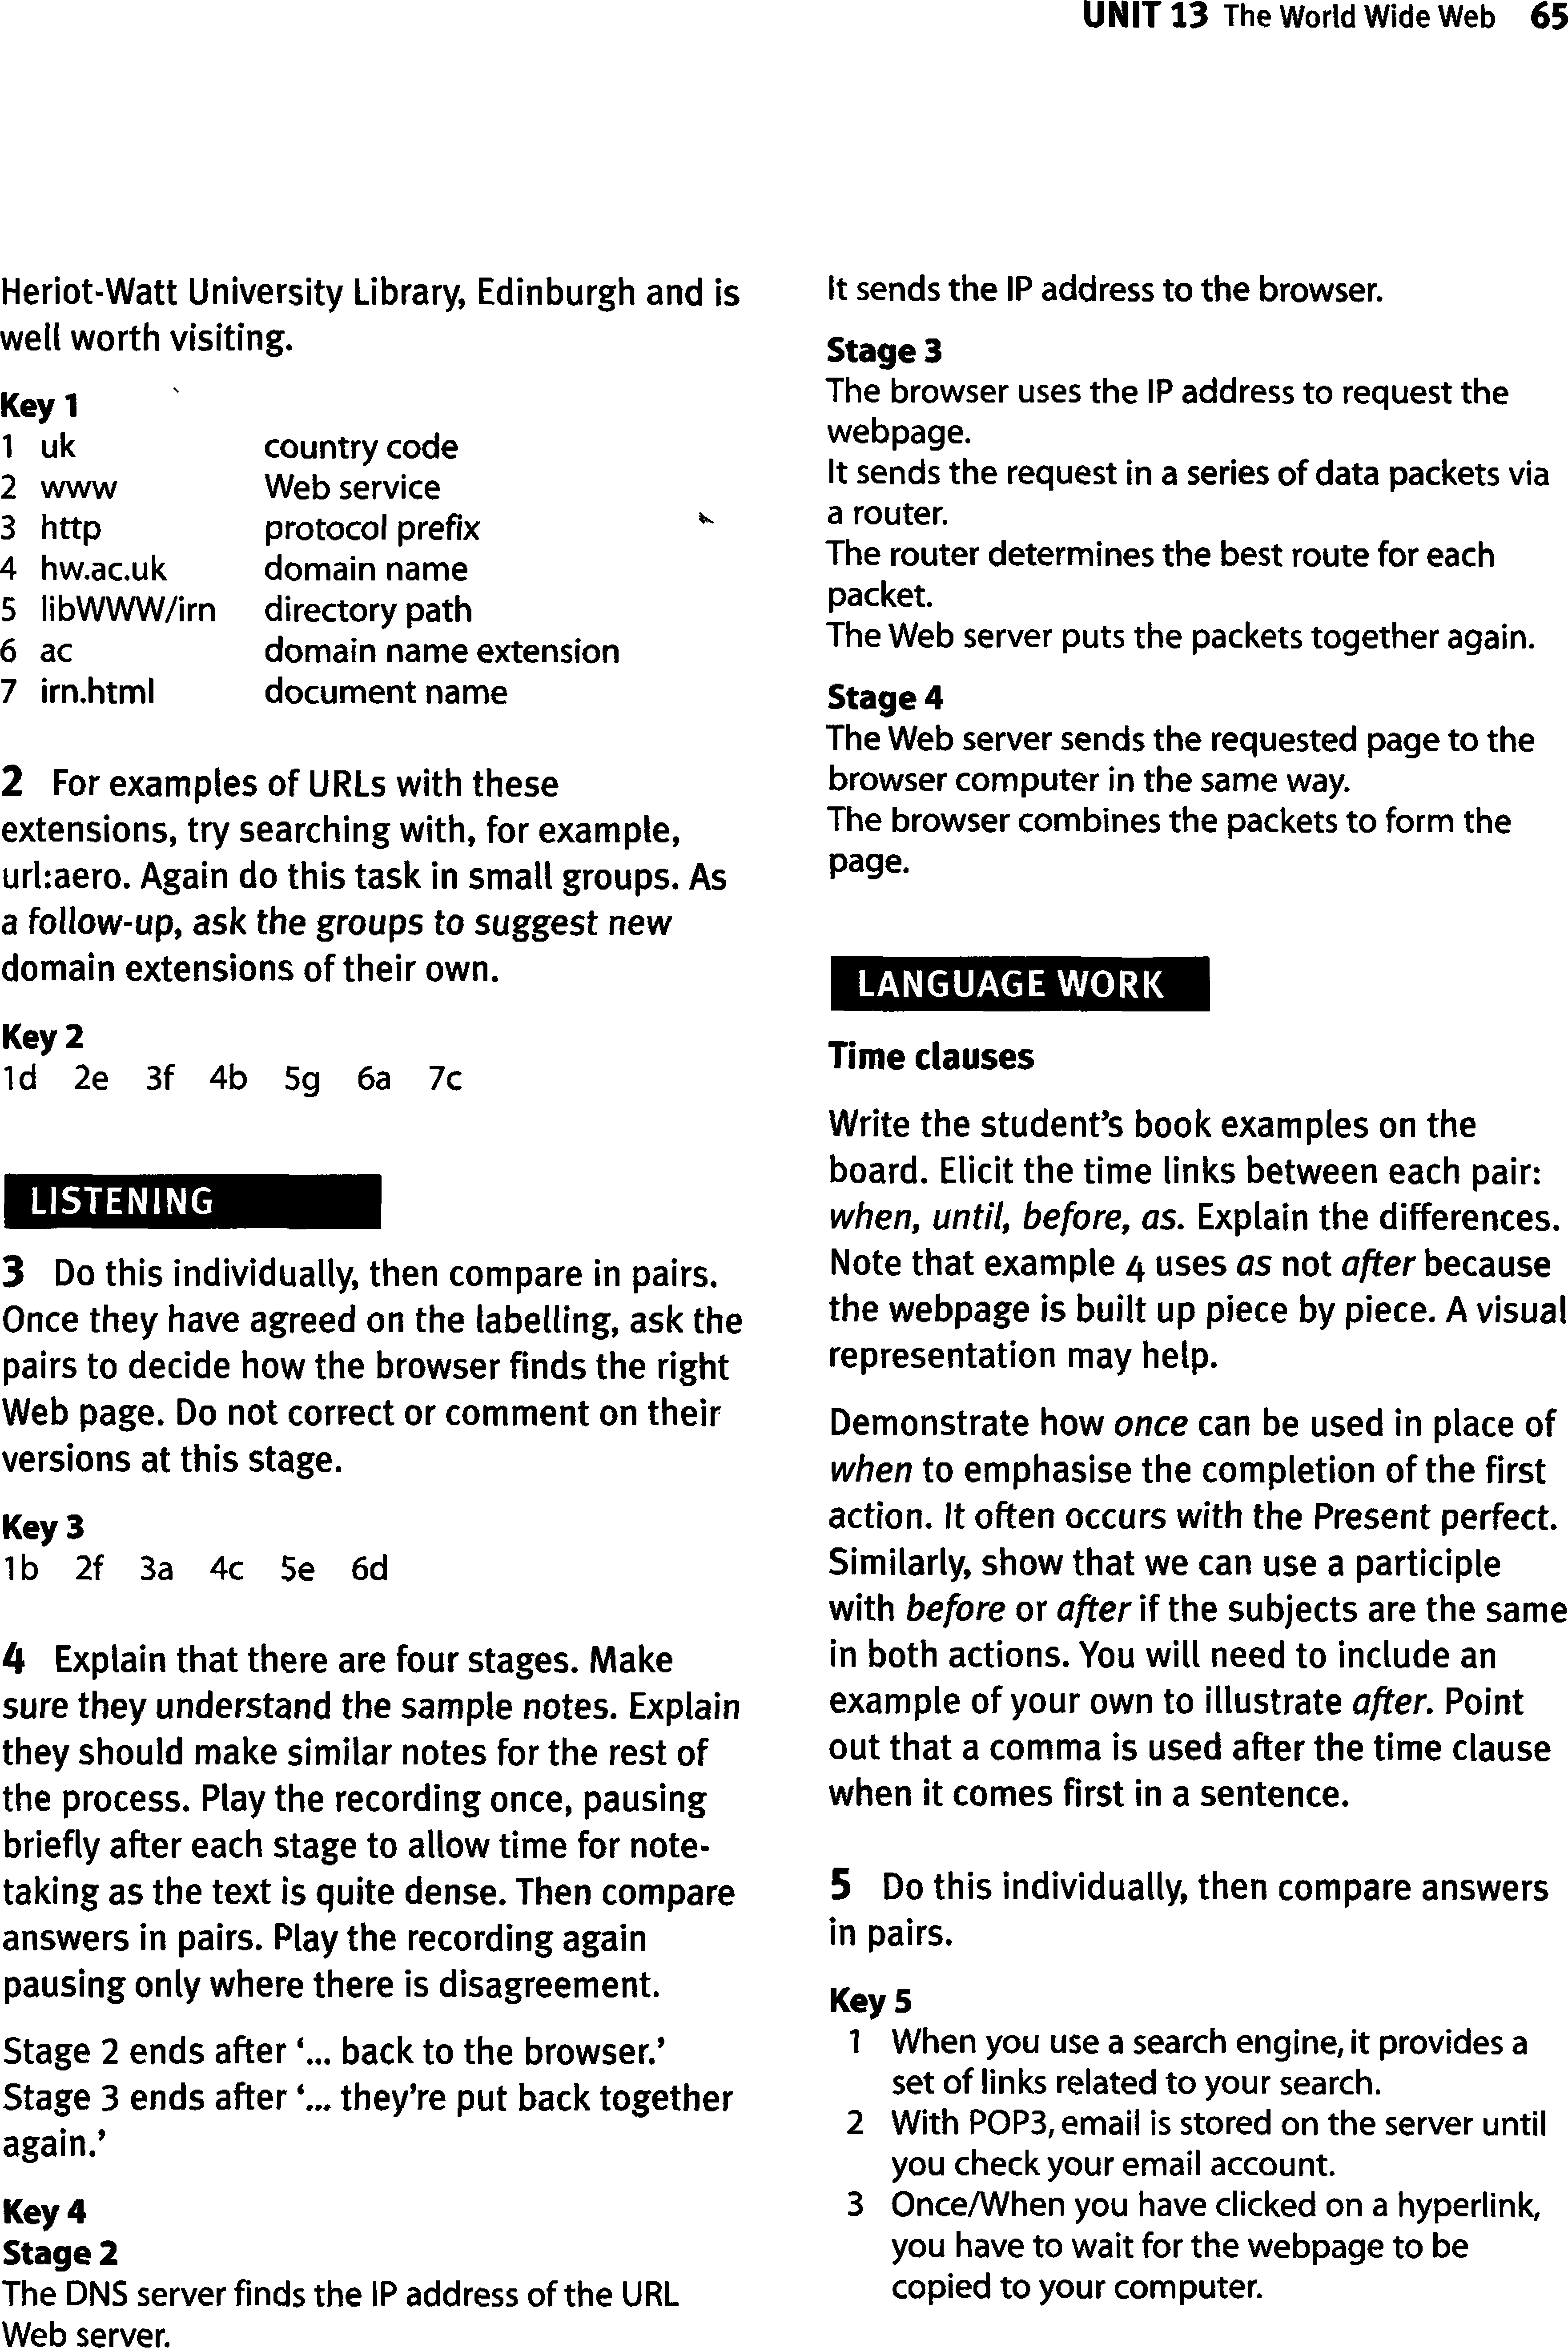 UNIT 13 The World Wide Web 65
Heriot-Watt University Library, Edinburgh and is
well worth visiting.
Key 1
1 uk country code
2 www Web service
3 http protocol prefix
4 hw.ac.uk domain name
5 libWWW/irn directory path
6 ac domain name extension
7 irn.html document name
2 For examples of URLs with these
extensions, try searching with, for example,
url:aero. Again do this task in small groups. As
a follow-up, ask the groups to suggest new
domain extensions of their own.
Key 2
1d 2e 3f 4b 5g 6a 7c
LISTENING
3 Do this individually, then compare in pairs.
Once they have agreed on the labelling, ask the
pairs to decide how the browser finds the right
Web page. Do not correct or comment on their
versions at this stage.
Key 3
1b 2f 3a 4c 5e 6d
4 Explain that there are four stages. Make
sure they understand the sample notes. Explain
they should make similar notes for the rest of
the process. Play the recording once, pausing
briefly after each stage to allow time for note-
taking as the text is quite dense. Then compare
answers in pairs. Play the recording again
pausing only where there is disagreement.
Stage 2 ends after ‘... back to the browser.’
Stage 3 ends after ‘... they’re put back together
again.’
Key 4
Stage 2
The DNS server finds the IP address of the URL
Web server.
It sends the IP address to the browser.
Stage 3
The browser uses the IP address to request the
webpage.
It sends the request in a series of data packets via
a router.
The router determines the best route for each
packet.
The Web server puts the packets together again.
Stage 4
The Web server sends the requested page to the
browser computer in the same way.
The browser combines the packets to form the
page.
LANGUAGE WORK
Time clauses
Write the student’s book examples on the
board. Elicit the time links between each pair:
when, until, before, as. Explain the differences.
Note that example 4 uses as not after because
the webpage is built up piece by piece. A visual
representation may help.
Demonstrate how once can be used in place of
when to emphasise the completion of the first
action. It often occurs with the Present perfect.
Similarly, show that we can use a participle
with before or after if the subjects are the same
in both actions. You will need to include an
example of your own to illustrate after. Point
out that a comma is used after the time clause
when it comes first in a sentence.
5 Do this individually, then compare answers
in pairs.
Key 5
1 When you use a search engine, it provides a
set of links related to your search.
2 With POP3, email is stored on the server until
you check your email account.
3 Once/When you have clicked on a hyperlink,
you have to wait for the webpage to be
copied to your computer.